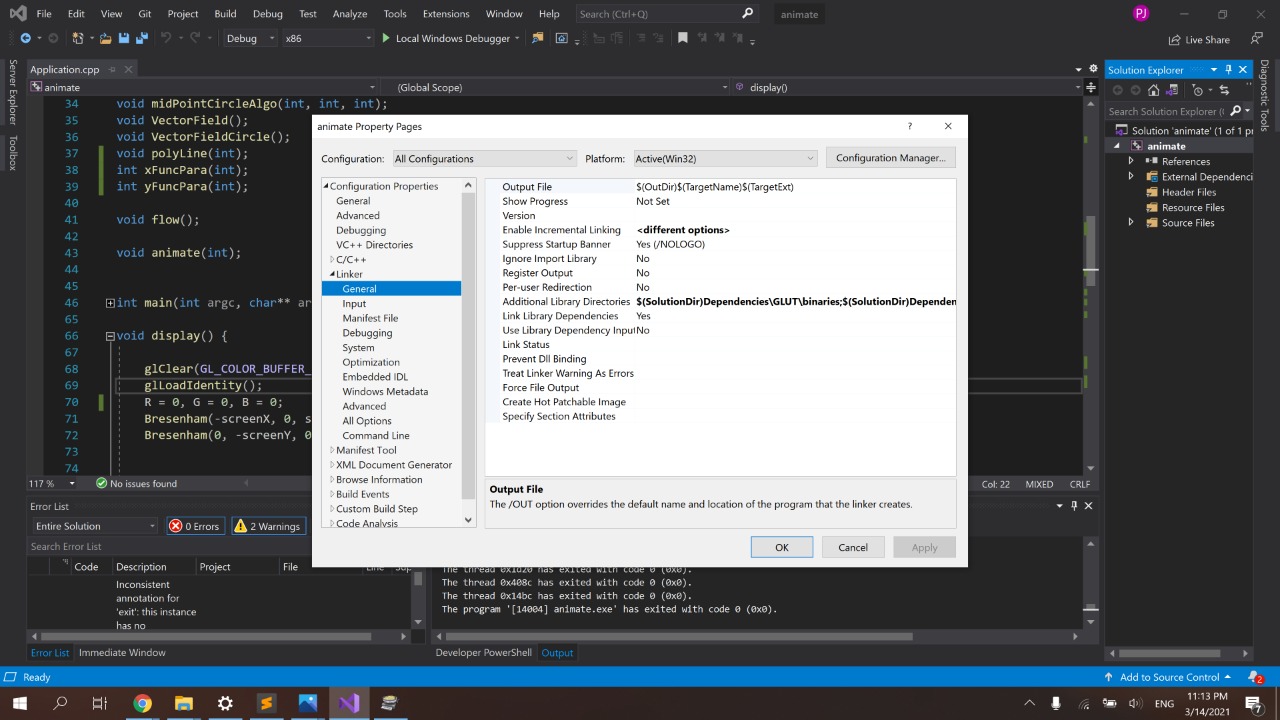 File Edit View Git Project Build Debug Test Analyze Tools Extensions Window Help Search (Ctrl+Q) animate PJ
Debug x86 Local Windows Debugger Live Share
Server Explorer
Toolbox
Application.cpp
animate (Global Scope) display()
34 void midPointCircleAlgo(int, int, int);
35 void VectorField();
36 void VectorFieldCircle();
37 void polyLine(int);
38 int xFuncPara(int);
39 int yFuncPara(int);
40
41 void flow();
42
43 void animate(int);
44
45
46 int main(int argc, char** ar
66 void display() {
67
68 glClear(GL_COLOR_BUFFER_
69 glLoadIdentity();
70 R = 0, G = 0, B = 0;
71 Bresenham(-screenX, 0, s
72 Bresenham(0, -screenY, 0
73
74
117 % No issues found Col: 22 MIXED CRLF
animate Property Pages ?
Configuration: All Configurations Platform: Active(Win32) Configuration Manager...
Configuration Properties
General
Advanced
Debugging
VC++ Directories
C/C++
Linker
General
Input
Manifest File
Debugging
System
Optimization
Embedded IDL
Windows Metadata
Advanced
All Options
Command Line
Manifest Tool
XML Document Generator
Browse Information
Build Events
Custom Build Step
Code Analysis
Output File $(OutDir)$(TargetName)$(TargetExt)
Show Progress Not Set
Version
Enable Incremental Linking <different options>
Suppress Startup Banner Yes (/NOLOGO)
Ignore Import Library No
Register Output No
Per-user Redirection No
Additional Library Directories $(SolutionDir)Dependencies\GLUT\binaries;$(SolutionDir)Dependen
Link Library Dependencies Yes
Use Library Dependency Input No
Link Status
Prevent Dll Binding
Treat Linker Warning As Errors
Force File Output
Create Hot Patchable Image
Specify Section Attributes
Output File
The /OUT option overrides the default name and location of the program that the linker creates.
OK Cancel Apply
Solution Explorer
Search Solution Explorer (
Solution 'animate' (1 of 1 pr
animate
References
External Dependenci
Header Files
Resource Files
Source Files
Diagnostic Tools
Error List
Entire Solution 0 Errors 2 Warnings
Search Error List
Code Description Project File Line Sup
Inconsistent
annotation for
'exit': this instance
has no
The thread 0x1d20 has exited with code 0 (0x0).
The thread 0x408c has exited with code 0 (0x0).
The thread 0x14bc has exited with code 0 (0x0).
The program '[14004] animate.exe' has exited with code 0 (0x0).
Error List Immediate Window Developer PowerShell Output
Ready Add to Source Control 2
ENG 11:13 PM
3/14/2021 7